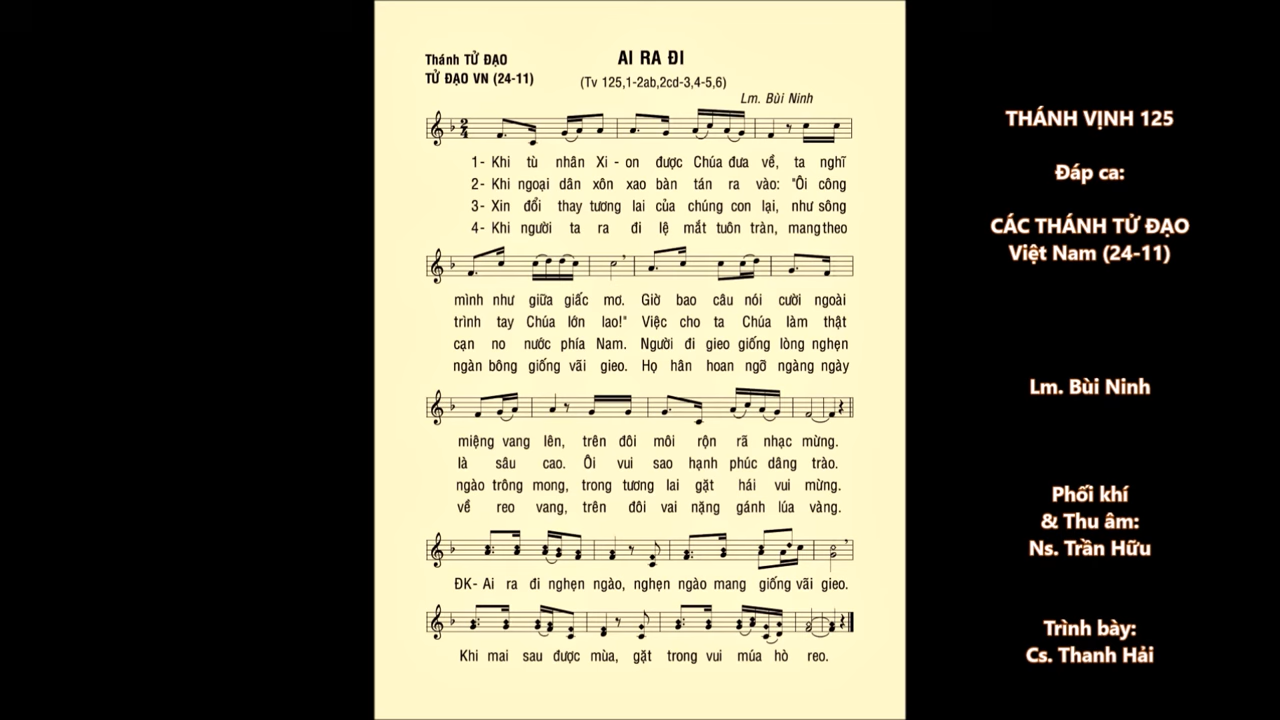 Thánh TỬ ĐẠO
TỬ ĐẠO VN (24-11)
AI RA ĐI
(Tv 125,1-2ab,2cd-3,4-5,6)
Lm. Bùi Ninh
2
4
1- Khi tù nhân Xi - on được Chúa đưa về, ta nghĩ
2- Khi ngoại dân xôn xao bàn tán ra vào: "Ôi công
3- Xin đổi thay tương lai của chúng con lại, như sông
4- Khi người ta ra đi lệ mắt tuôn tràn, mang theo
mình như giữa giấc mơ. Giờ bao câu nói cười ngoài
trình tay Chúa lớn lao!" Việc cho ta Chúa làm thật
cạn no nước phía Nam. Người đi gieo giống lòng nghẹn
ngàn bông giống vãi gieo. Họ hân hoan ngỡ ngàng ngày
miệng vang lên, trên đôi môi rộn rã nhạc mừng.
là sâu cao. Ôi vui sao hạnh phúc dâng trào.
ngào trông mong, trong tương lai gặt hái vui mừng.
về reo vang, trên đôi vai nặng gánh lúa vàng.
ĐK- Ai ra đi nghẹn ngào, nghẹn ngào mang giống vãi gieo.
Khi mai sau được mùa, gặt trong vui múa hò reo.
THÁNH VỊNH 125
Đáp ca:
CÁC THÁNH TỬ ĐẠO
Việt Nam (24-11)
Lm. Bùi Ninh
Phối khí
& Thu âm:
Ns. Trần Hữu
Trình bày:
Cs. Thanh Hải